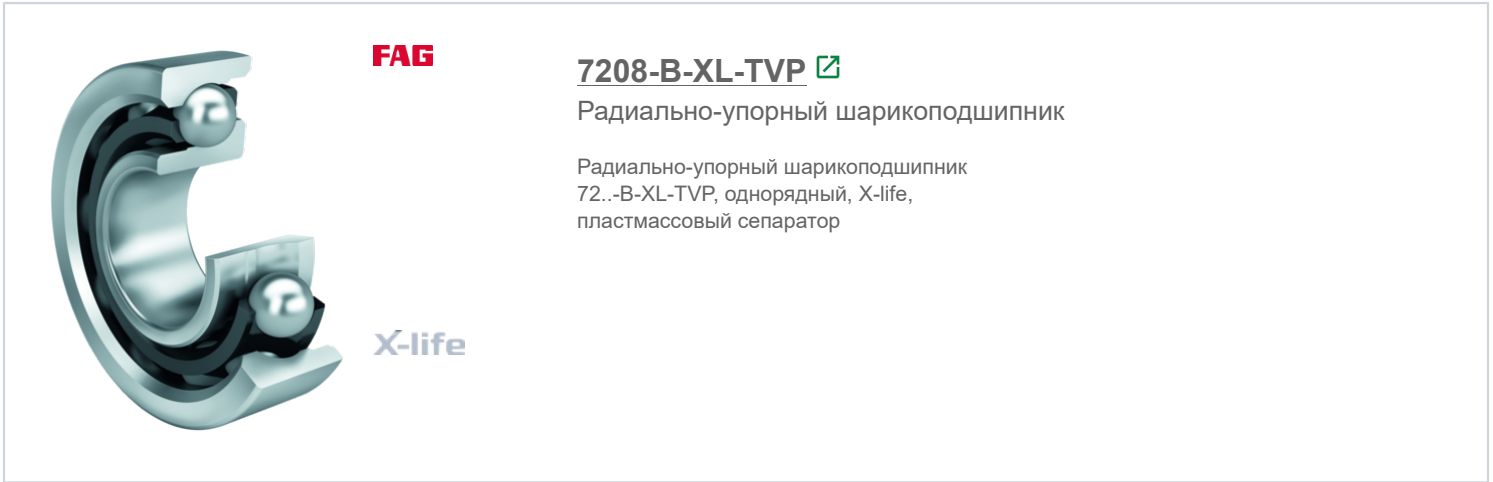 FAG
7208-B-XL-TVP
Радиально-упорный шарикоподшипник
Радиально-упорный шарикоподшипник
72..-B-XL-TVP, однорядный, X-life,
пластмассовый сепаратор
X-life